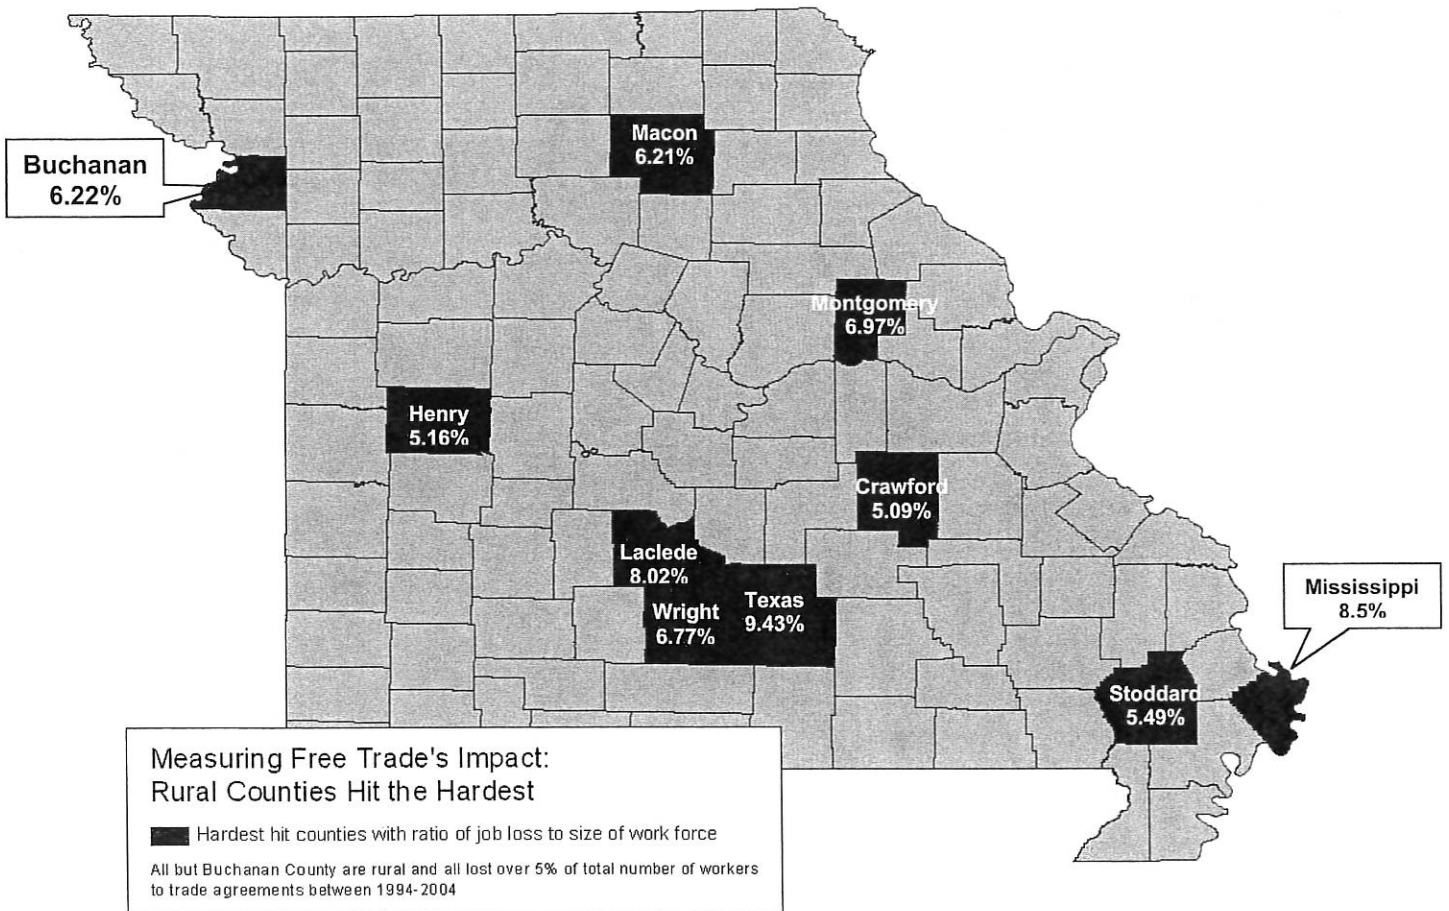 Macon
6.21%
Buchanan
6.22%
Montgomery
6.97%
Henry
5.16%
Crawford
5.09%
Laclede
8.02%
Texas
9.43%
Wright
6.77%
Mississippi
8.5%
Stoddard
5.49%
Measuring Free Trade's Impact:
Rural Counties Hit the Hardest
Hardest hit counties with ratio of job loss to size of work force
All but Buchanan County are rural and all lost over 5% of total number of workers
to trade agreements between 1994-2004